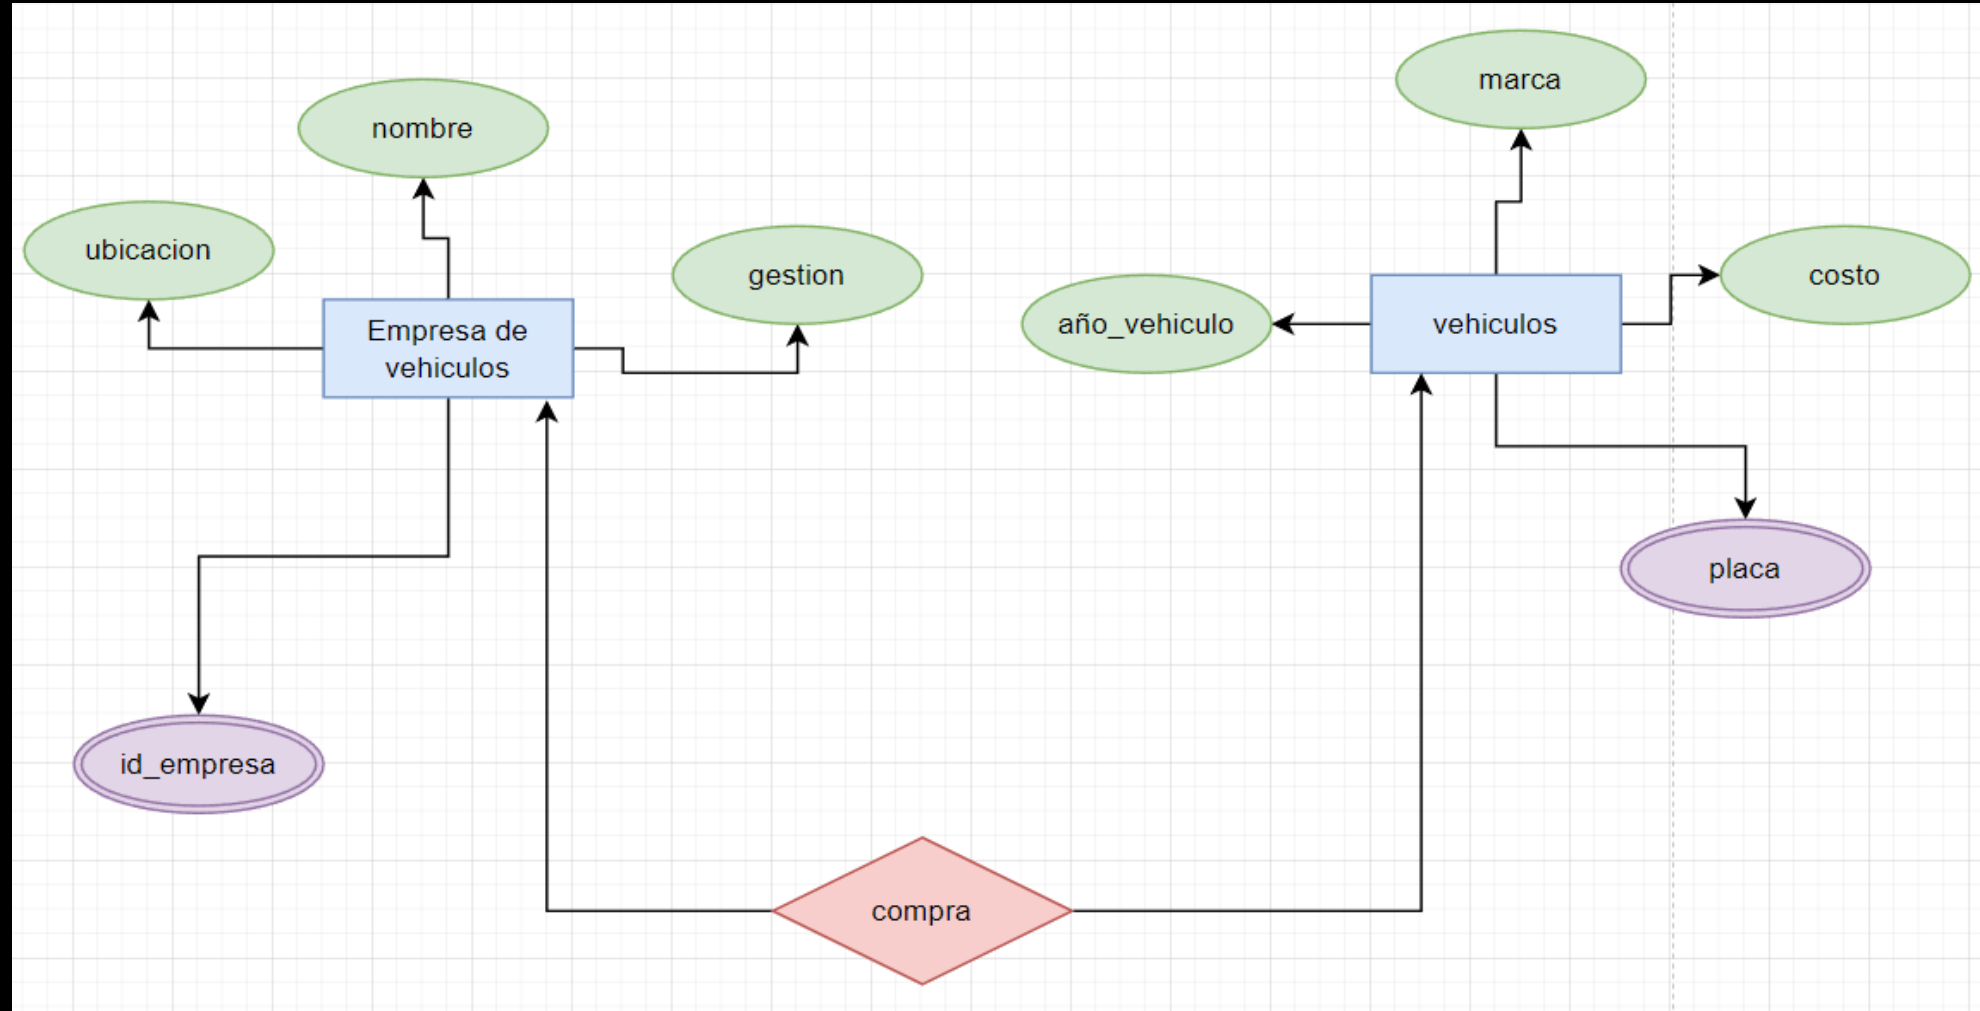 marca
nombre
ubicacion
gestion
costo
año_vehiculo
vehiculos
Empresa de
vehiculos
placa
id_empresa
compra